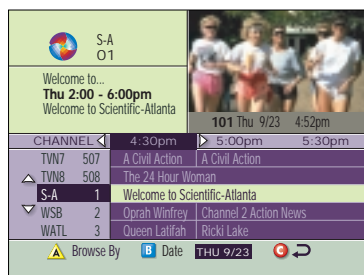 S-A
01
Welcome to...
Thu 2:00 - 6:00pm
Welcome to Scientific-Atlanta
101 Thu 9/23 4:52pm
CHANNEL 4:30pm 5:00pm 5:30pm
TVN7 507 A Civil Action A Civil Action
TVN8 508 The 24 Hour Woman
S-A 1 Welcome to Scientific-Atlanta
WSB 2 Oprah Winfrey Channel 2 Action News
WATL 3 Queen Latifah Ricki Lake
A Browse By B Date THU 9/23 C